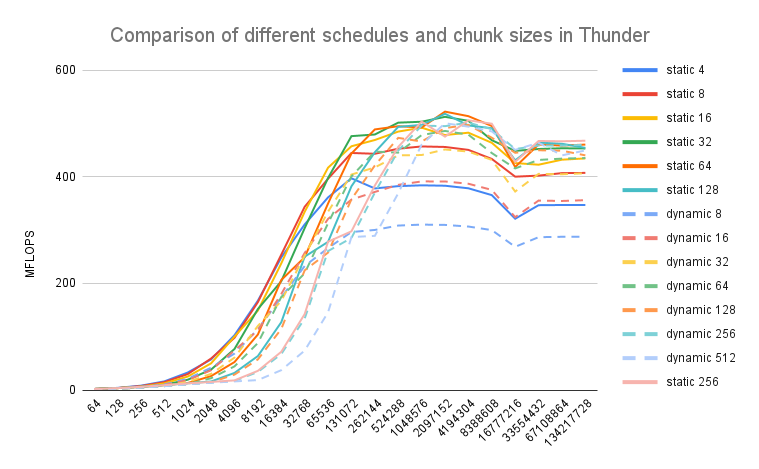 Comparison of different schedules and chunk sizes in Thunder
600
400
200
0
MFLOPS
64
128
256
512
1024
2048
4096
8192
16384
32768
65536
131072
262144
524288
1048576
2097152
4194304
8388608
16777216
33554432
67108864
134217728
static 4
static 8
static 16
static 32
static 64
static 128
dynamic 8
dynamic 16
dynamic 32
dynamic 64
dynamic 128
dynamic 256
dynamic 512
static 256